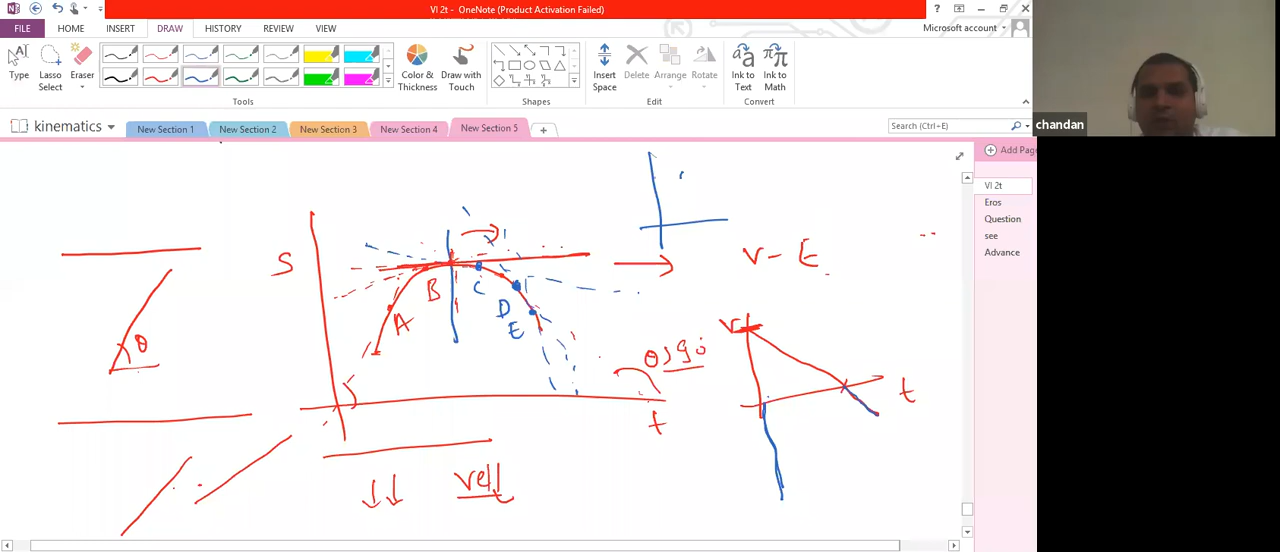 VI 2t - OneNote (Product Activation Failed)
FILE HOME INSERT DRAW HISTORY REVIEW VIEW
Microsoft account
Type Lasso Select Eraser
Color & Thickness Draw with Touch
Insert Space Delete Arrange Rotate
Ink to Text Ink to Math
Tools Shapes Edit Convert
kinematics New Section 1 New Section 2 New Section 3 New Section 4 New Section 5
Search (Ctrl+E)
chandan
Add Pag
VI 2t
Eros
Question
see
Advance
S
A
B
C
D
E
θ
t
vell
v - t
θ > 90
v
t